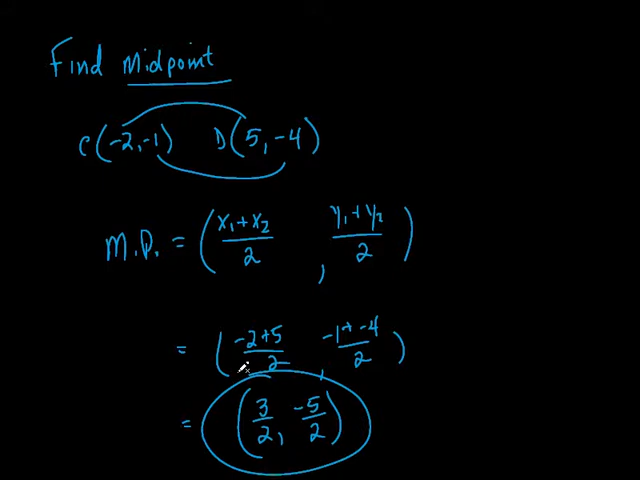 Find Midpoint
C(-2,-1) D(5,-4)
M.P. = (x₁+x₂/2, y₁+y₂/2)
= (-2+5/2, -1+-4/2)
= (3/2, -5/2)